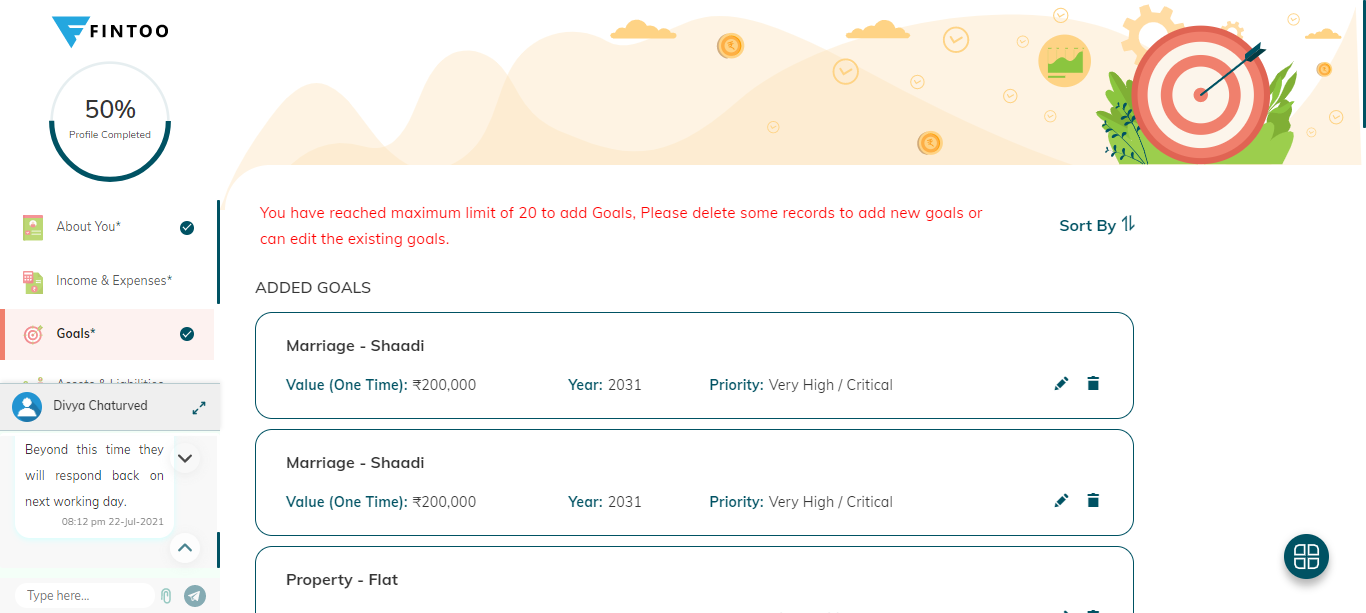 FINTOO
50%
Profile Completed
About You*
Income & Expenses*
Goals*
Assets & Liabilities
Divya Chaturved
Beyond this time they
will respond back on
next working day.
08:12 pm 22-Jul-2021
Type here...
You have reached maximum limit of 20 to add Goals, Please delete some records to add new goals or
can edit the existing goals.
Sort By
ADDED GOALS
Marriage - Shaadi
Value (One Time): ₹200,000 Year: 2031 Priority: Very High / Critical
Marriage - Shaadi
Value (One Time): ₹200,000 Year: 2031 Priority: Very High / Critical
Property - Flat